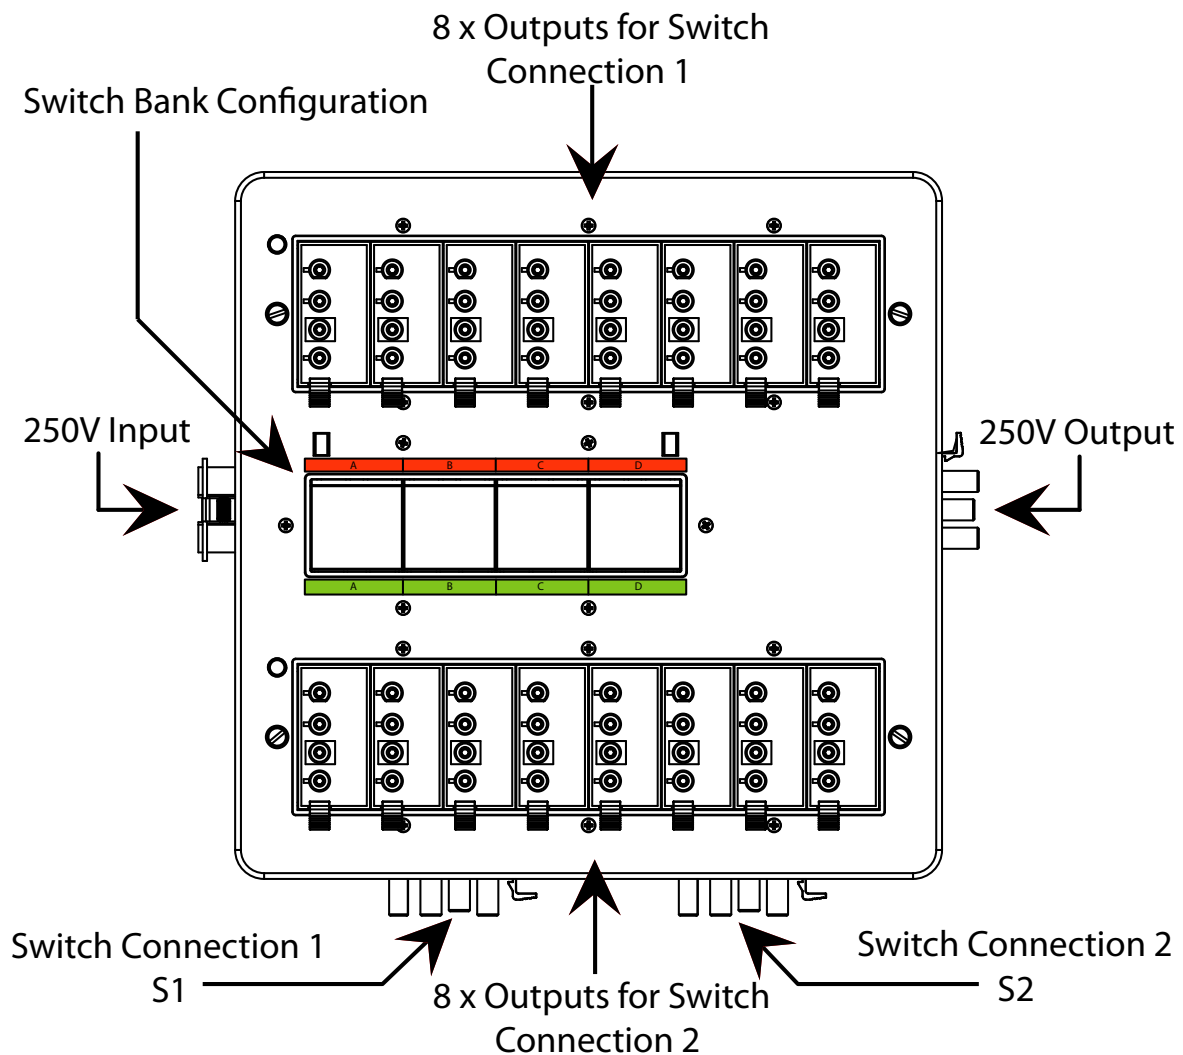 8 x Outputs for Switch
Connection 1
Switch Bank Configuration
250V Input
250V Output
A B C D
A B C D
Switch Connection 1
S1
8 x Outputs for Switch
Connection 2
Switch Connection 2
S2